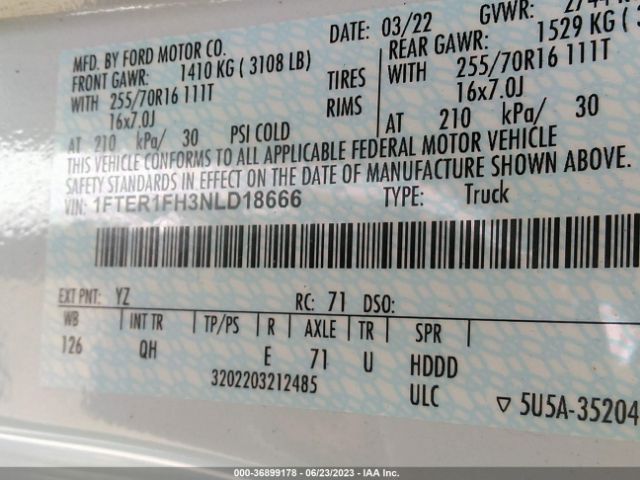 MFD. BY FORD MOTOR CO. DATE: 03/22 GVWR:
FRONT GAWR: 1410 KG ( 3108 LB) REAR GAWR: 1529 KG
WITH 255/70R16 111T TIRES WITH 255/70R16 111T
16x7.0J RIMS 16x7.0J
AT 210 kPa/ 30 PSI COLD AT 210 kPa/ 30
THIS VEHICLE CONFORMS TO ALL APPLICABLE FEDERAL MOTOR VEHICLE
SAFETY STANDARDS IN EFFECT ON THE DATE OF MANUFACTURE SHOWN ABOVE.
VIN: 1FTER1FH3NLD18666 TYPE: Truck
EXT PNT: YZ RC: 71 DSO:
WB INT TR TP/PS R AXLE TR SPR
126 QH E 71 U HDDD
3202203212485 ULC ▽ 5U5A-35204
000-36899178 - 06/23/2023 - IAA Inc.